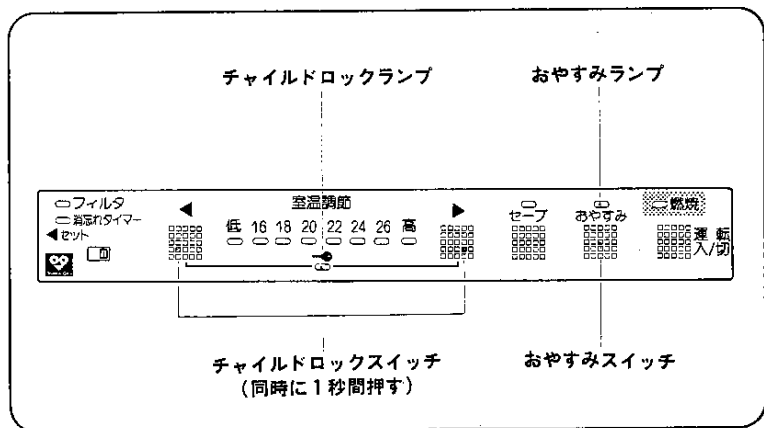 チャイルドロックランプ
おやすみランプ
フィルタ
消忘れタイマー
◀セット
◀ 室温調節 ▶
低 16 18 20 22 24 26 高
セーブ
おやすみ
燃焼
運転
入/切
チャイルドロックスイッチ
(同時に1秒間押す)
おやすみスイッチ